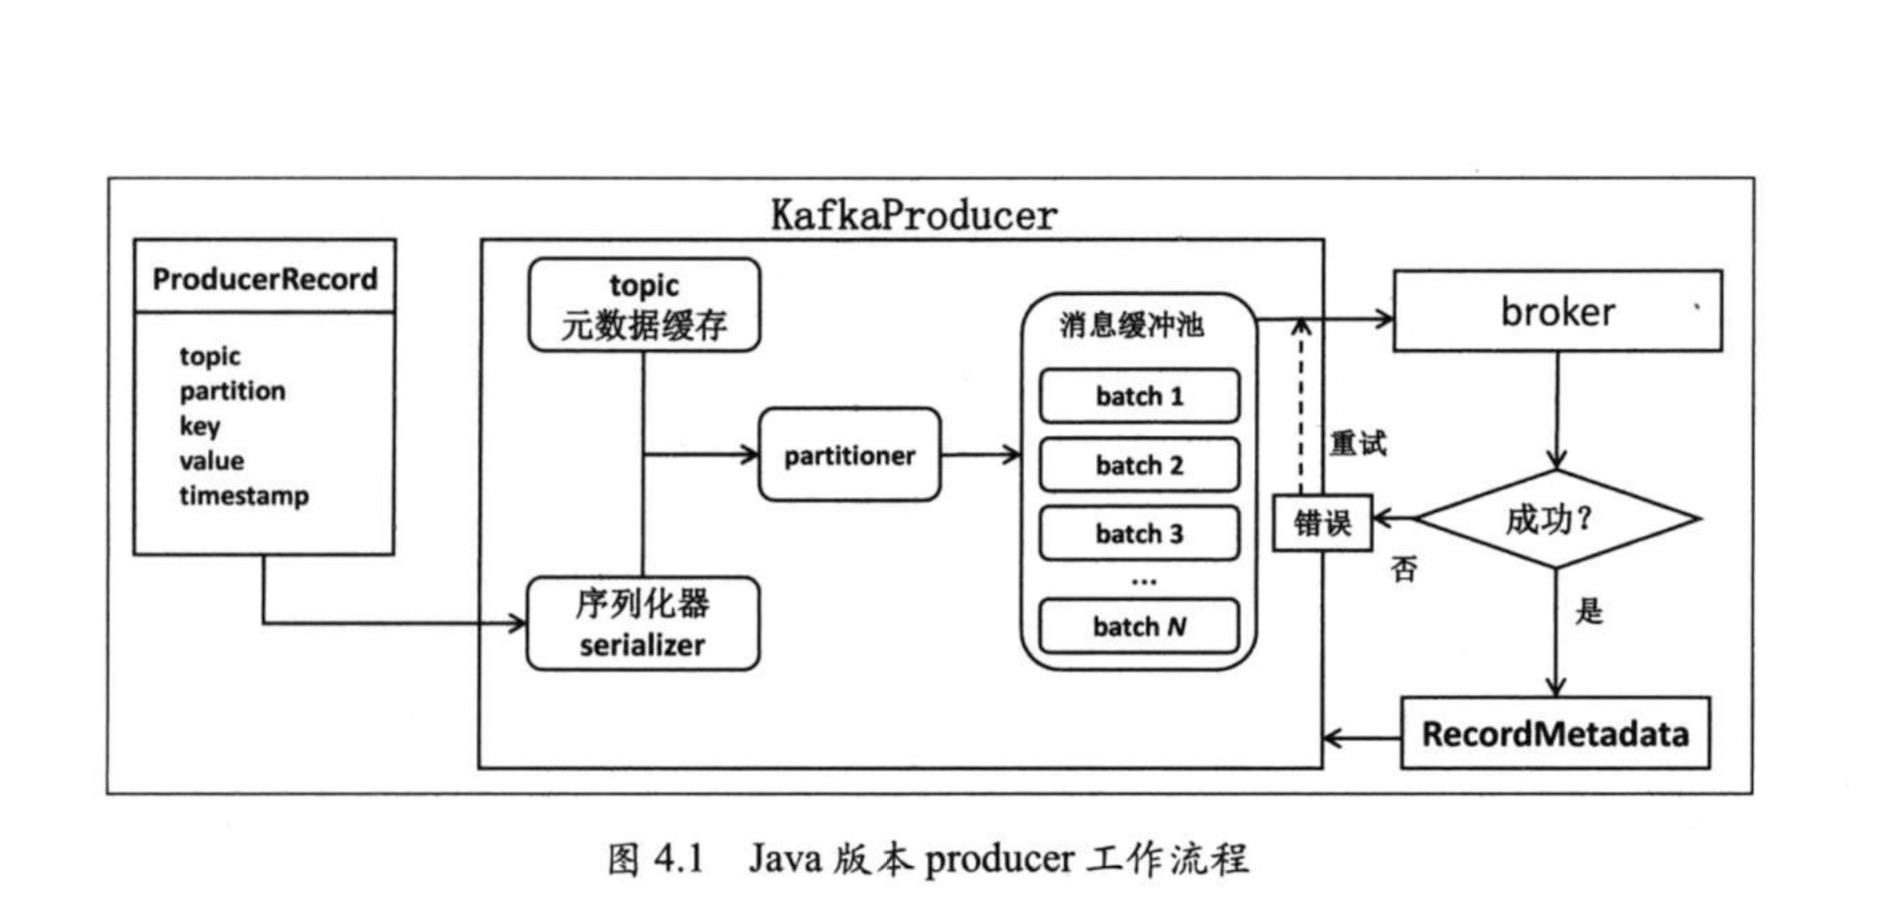 KafkaProducer
ProducerRecord
topic
partition
key
value
timestamp
topic
元数据缓存
序列化器
serializer
partitioner
消息缓冲池
batch 1
batch 2
batch 3
...
batch N
broker
重试
错误
成功？
否
是
RecordMetadata
图 4.1 Java 版本 producer 工作流程